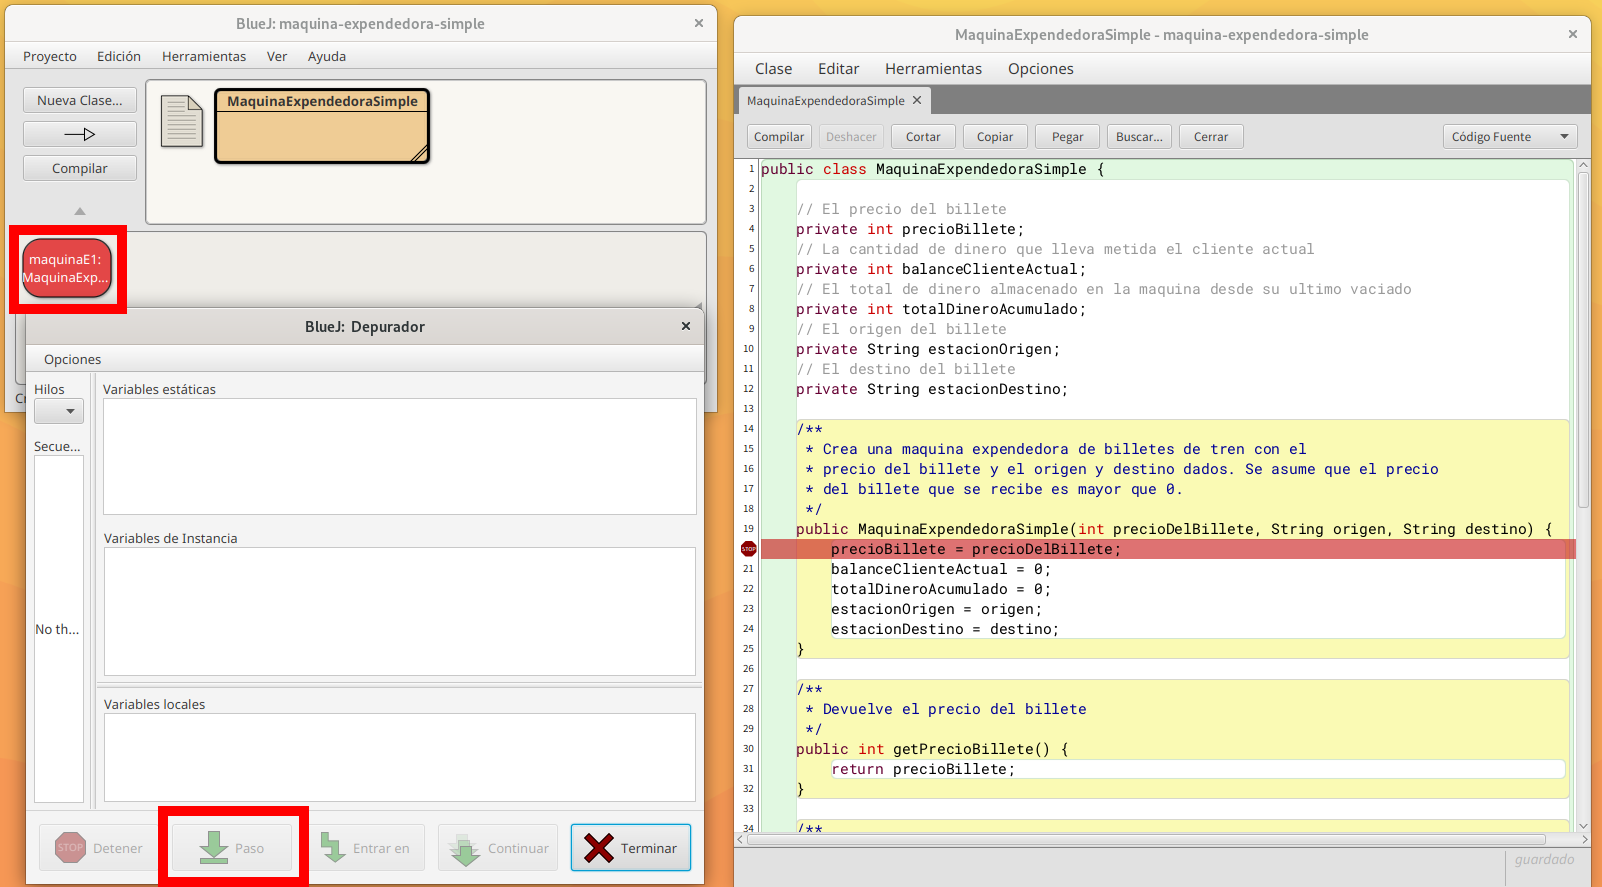 BlueJ: maquina-expendedora-simple
Proyecto Edición Herramientas Ver Ayuda
Nueva Clase...
Compilar
MaquinaExpendedoraSimple
maquinaE1:
MaquinaExp...
BlueJ: Depurador
Opciones
Hilos
Secue...
No th...
Variables estáticas
Variables de Instancia
Variables locales
STOP Detener
Paso
Entrar en
Continuar
Terminar
MaquinaExpendedoraSimple - maquina-expendedora-simple
Clase Editar Herramientas Opciones
MaquinaExpendedoraSimple
Compilar Deshacer Cortar Copiar Pegar Buscar... Cerrar Código Fuente
1 public class MaquinaExpendedoraSimple {
2
3 // El precio del billete
4 private int precioBillete;
5 // La cantidad de dinero que lleva metida el cliente actual
6 private int balanceClienteActual;
7 // El total de dinero almacenado en la maquina desde su ultimo vaciado
8 private int totalDineroAcumulado;
9 // El origen del billete
10 private String estacionOrigen;
11 // El destino del billete
12 private String estacionDestino;
13
14 /**
15 * Crea una maquina expendedora de billetes de tren con el
16 * precio del billete y el origen y destino dados. Se asume que el precio
17 * del billete que se recibe es mayor que 0.
18 */
19 public MaquinaExpendedoraSimple(int precioDelBillete, String origen, String destino) {
STOP precioBillete = precioDelBillete;
21 balanceClienteActual = 0;
22 totalDineroAcumulado = 0;
23 estacionOrigen = origen;
24 estacionDestino = destino;
25 }
26
27 /**
28 * Devuelve el precio del billete
29 */
30 public int getPrecioBillete() {
31 return precioBillete;
32 }
33
34 /**
guardado